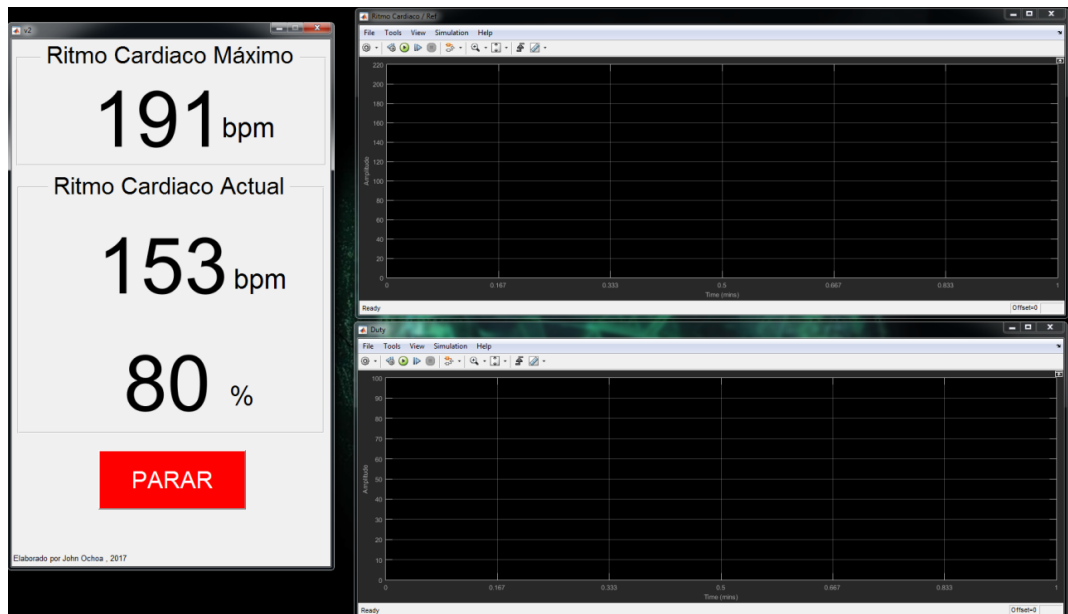 v2
Ritmo Cardiaco Máximo
191 bpm
Ritmo Cardiaco Actual
153 bpm
80 %
PARAR
Elaborado por John Ochoa , 2017
Ritmo Cardiaco / Ref
File Tools View Simulation Help
220
200
180
160
140
120
100
80
60
40
20
0
Amplitude
0 0.167 0.333 0.5 0.667 0.833 1
Time (mins)
Ready Offset=0
Duty
File Tools View Simulation Help
100
90
80
70
60
50
40
30
20
10
0
Amplitude
0 0.167 0.333 0.5 0.667 0.833 1
Time (mins)
Ready Offset=0